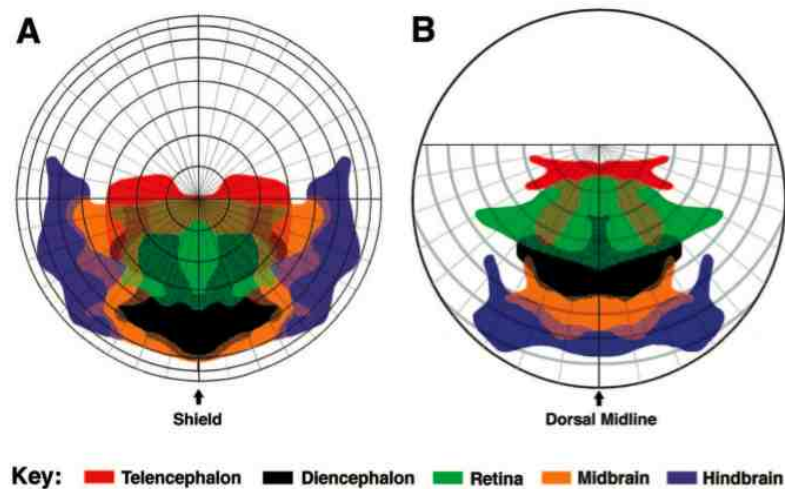 A
B
Shield
Dorsal Midline
Key: Telencephalon Diencephalon Retina Midbrain Hindbrain